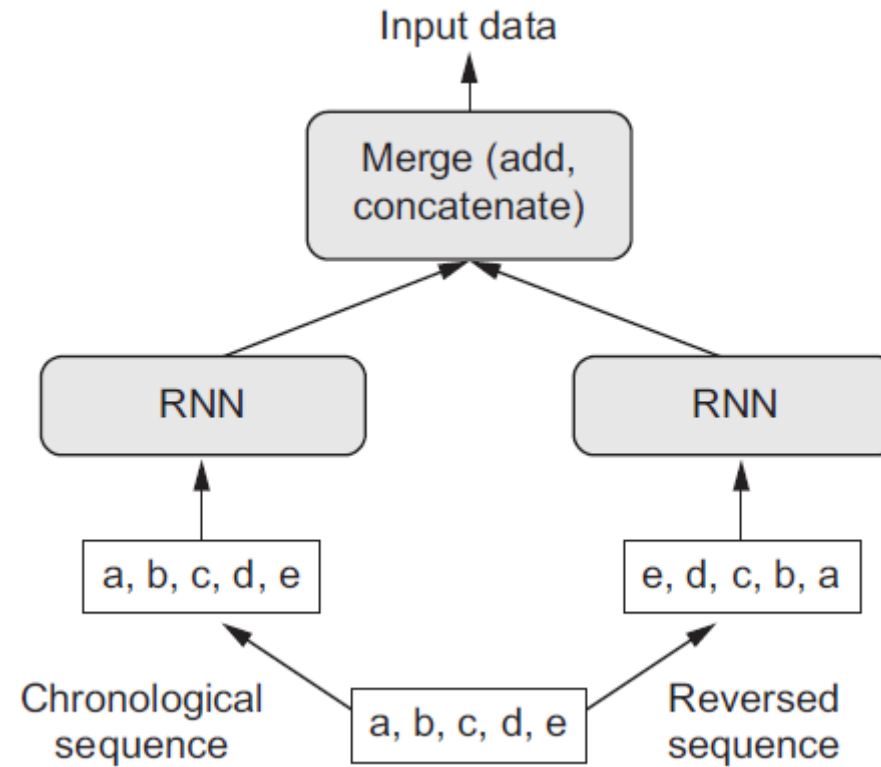 Input data
Merge (add,
concatenate)
RNN
RNN
a, b, c, d, e
e, d, c, b, a
Chronological
sequence
a, b, c, d, e
Reversed
sequence